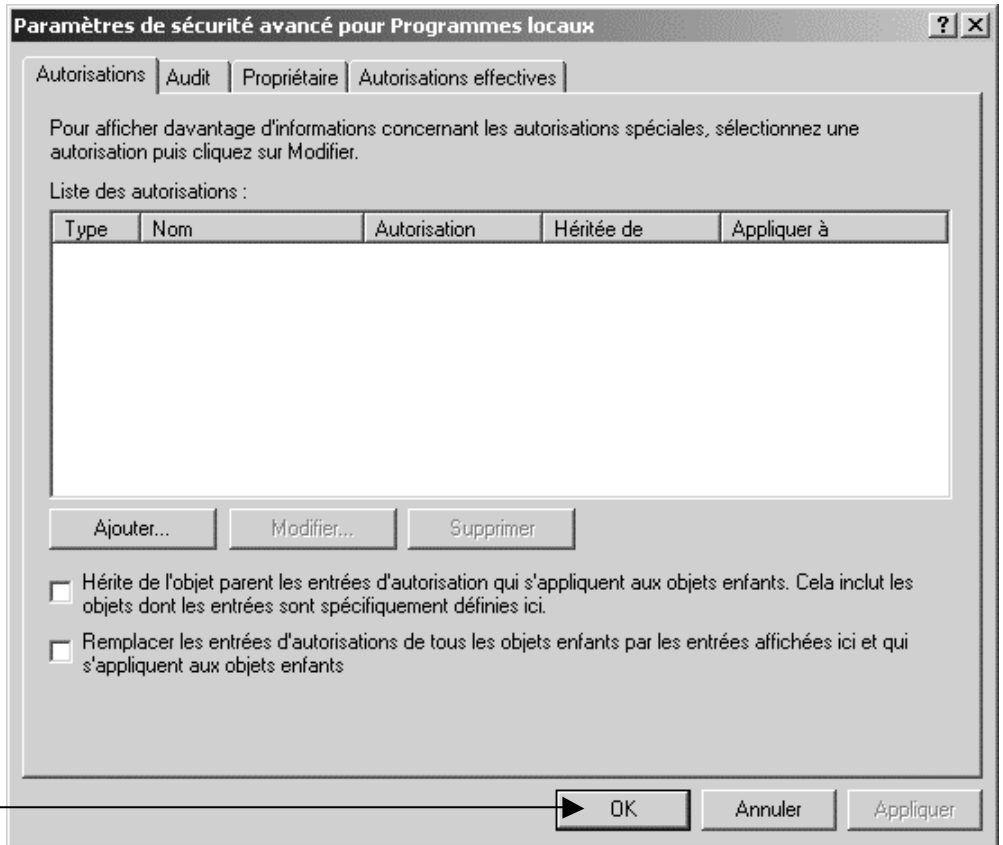 Paramètres de sécurité avancé pour Programmes locaux
Autorisations Audit Propriétaire Autorisations effectives
Pour afficher davantage d'informations concernant les autorisations spéciales, sélectionnez une
autorisation puis cliquez sur Modifier.
Liste des autorisations :
Type Nom Autorisation Héritée de Appliquer à
Ajouter... Modifier... Supprimer
Hérite de l'objet parent les entrées d'autorisation qui s'appliquent aux objets enfants. Cela inclut les
objets dont les entrées sont spécifiquement définies ici.
Remplacer les entrées d'autorisations de tous les objets enfants par les entrées affichées ici et qui
s'appliquent aux objets enfants
OK Annuler Appliquer